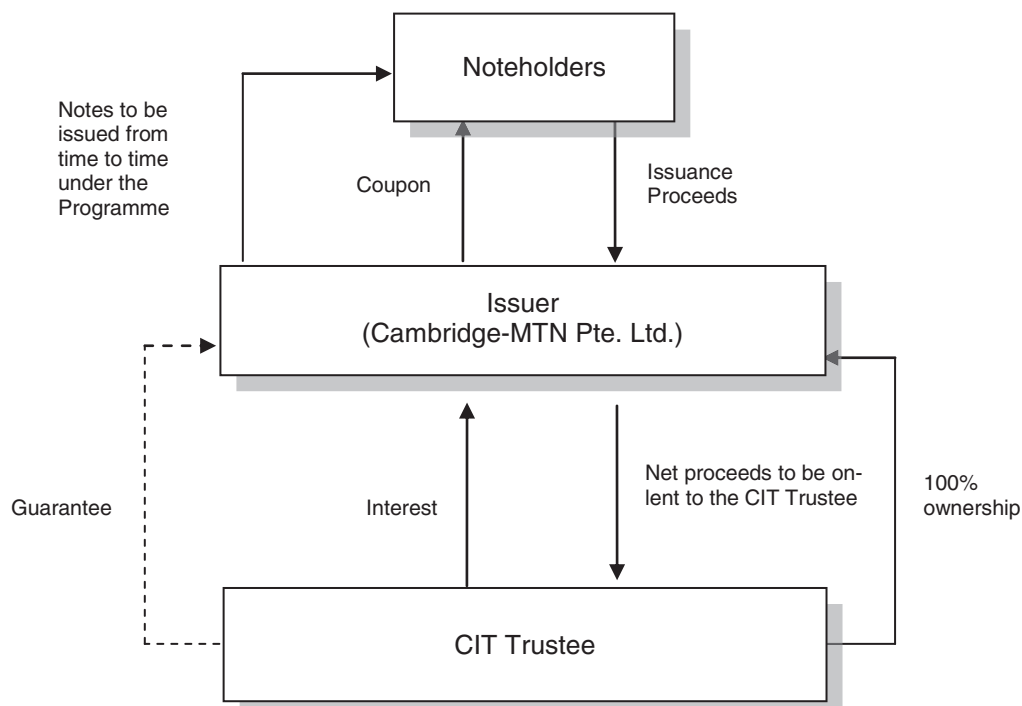 Noteholders
Notes to be
issued from
time to time
under the
Programme
Coupon
Issuance
Proceeds
Issuer
(Cambridge-MTN Pte. Ltd.)
Guarantee
Interest
Net proceeds to be on-
lent to the CIT Trustee
100%
ownership
CIT Trustee